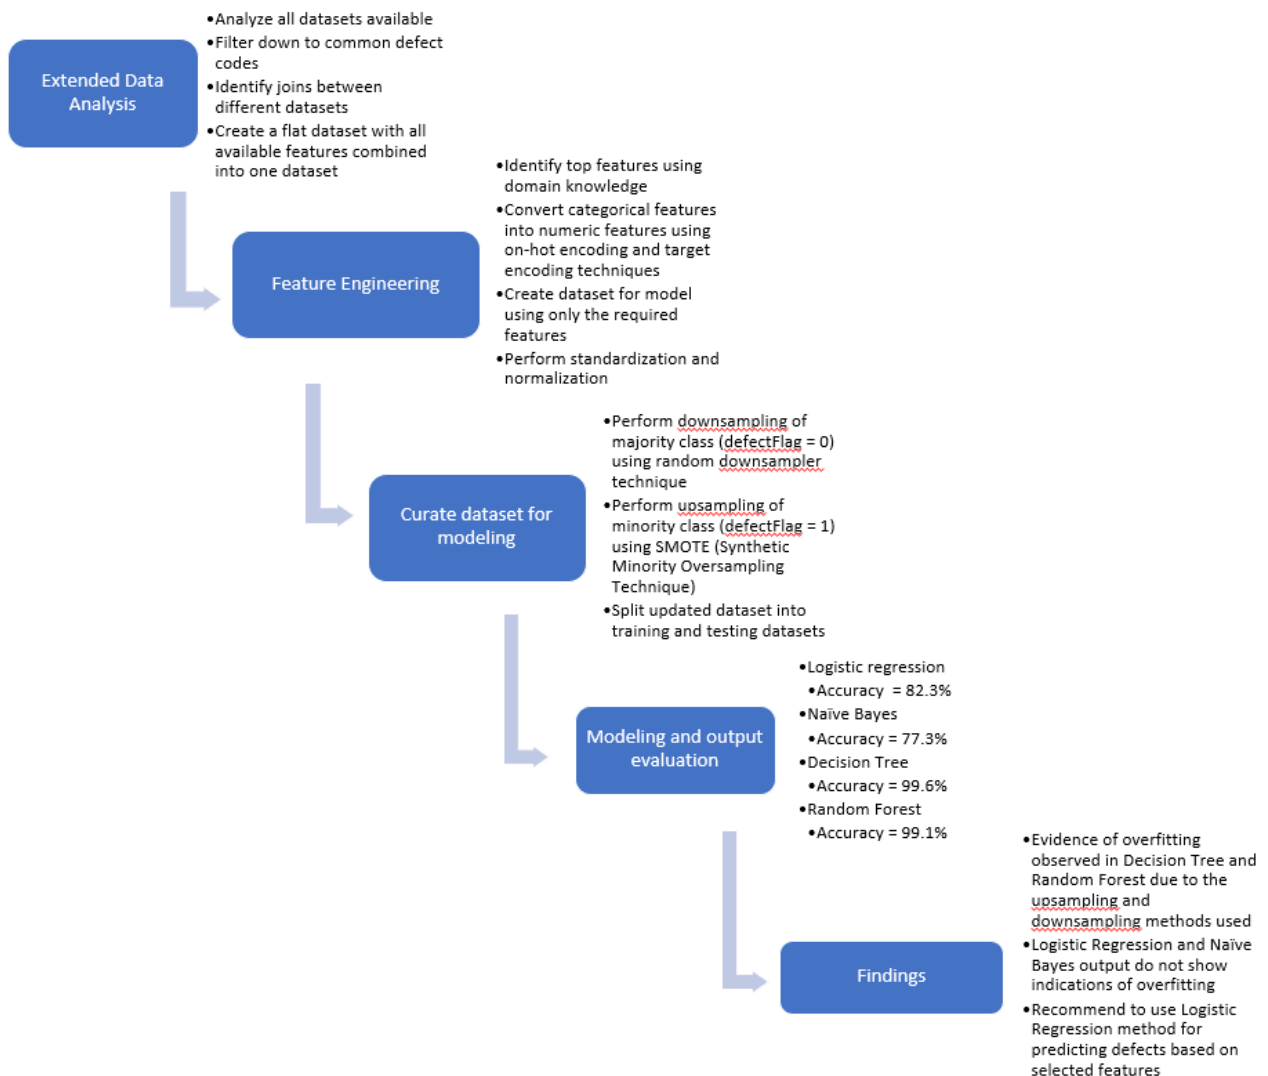 Extended Data
Analysis
•Analyze all datasets available
•Filter down to common defect
codes
•Identify joins between
different datasets
•Create a flat dataset with all
available features combined
into one dataset
Feature Engineering
•Identify top features using
domain knowledge
•Convert categorical features
into numeric features using
on-hot encoding and target
encoding techniques
•Create dataset for model
using only the required
features
•Perform standardization and
normalization
Curate dataset for
modeling
•Perform downsampling of
majority class (defectFlag = 0)
using random downsampler
technique
•Perform upsampling of
minority class (defectFlag = 1)
using SMOTE (Synthetic
Minority Oversampling
Technique)
•Split updated dataset into
training and testing datasets
Modeling and output
evaluation
•Logistic regression
•Accuracy = 82.3%
•Naïve Bayes
•Accuracy = 77.3%
•Decision Tree
•Accuracy = 99.6%
•Random Forest
•Accuracy = 99.1%
Findings
•Evidence of overfitting
observed in Decision Tree and
Random Forest due to the
upsampling and
downsampling methods used
•Logistic Regression and Naïve
Bayes output do not show
indications of overfitting
•Recommend to use Logistic
Regression method for
predicting defects based on
selected features